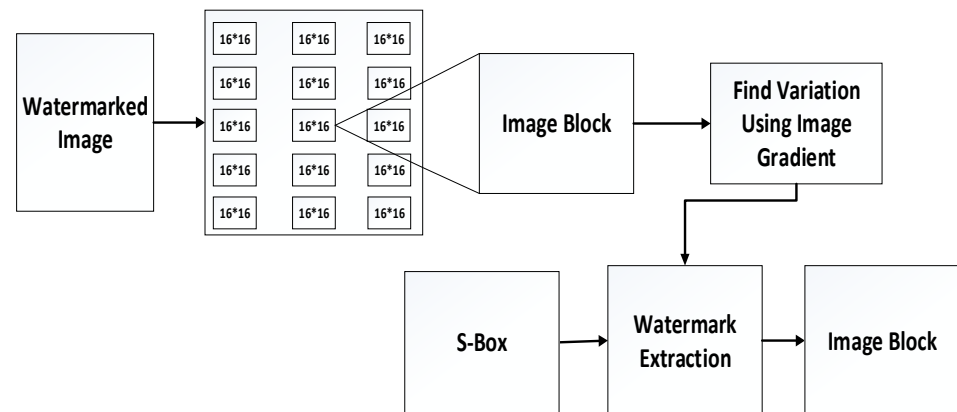 Watermarked
Image
16*16 16*16 16*16
16*16 16*16 16*16
16*16 16*16 16*16
16*16 16*16 16*16
16*16 16*16 16*16
Image Block
Find Variation
Using Image
Gradient
S-Box
Watermark
Extraction
Image Block